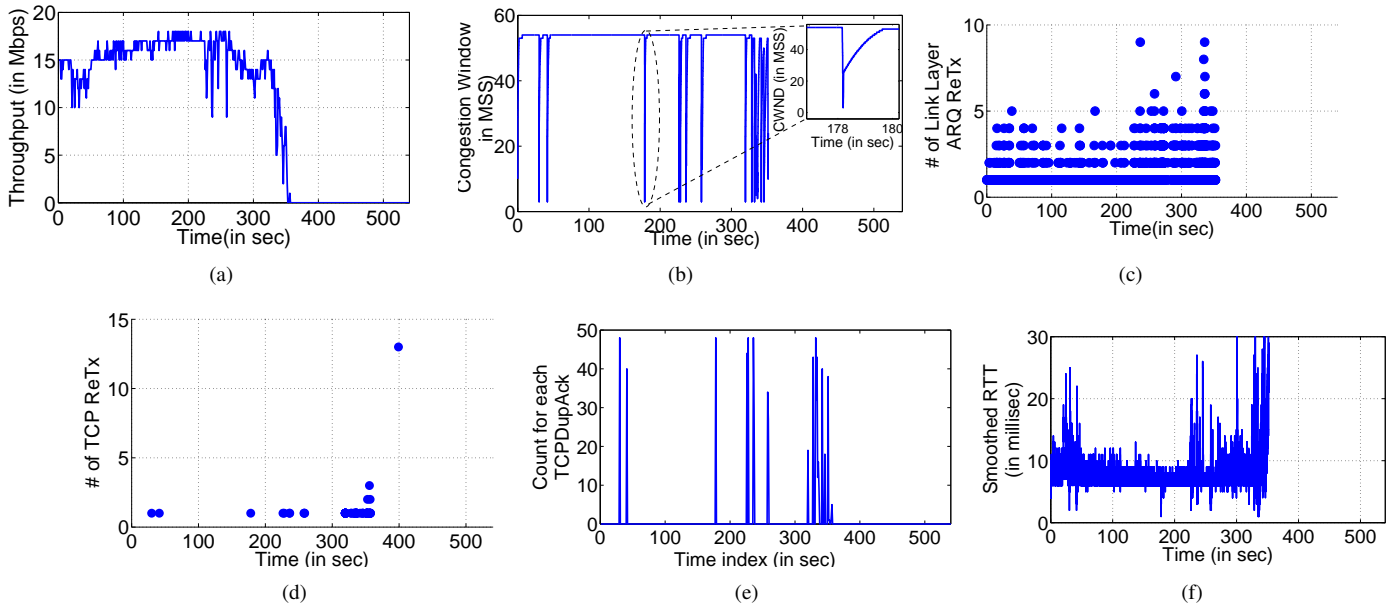 20
15
10
5
0
0 100 200 300 400 500
Throughput (in Mbps)
Time(in sec)
(a)
60
40
20
0
0 100 200 300 400 500
Congestion Window
in MSS)
Time (in sec)
60
40
20
0
178 180
CWND (in MSS)
Time (in sec)
(b)
10
5
0
0 100 200 300 400 500
# of Link Layer
ARQ ReTx
Time(in sec)
(c)
15
10
5
0
0 100 200 300 400 500
# of TCP ReTx
Time (in sec)
(d)
50
40
30
20
10
0
0 100 200 300 400 500
Count for each
TCPDupAck
Time index (in sec)
(e)
30
20
10
0
0 100 200 300 400 500
Smoothed RTT
(in millisec)
Time (in sec)
(f)